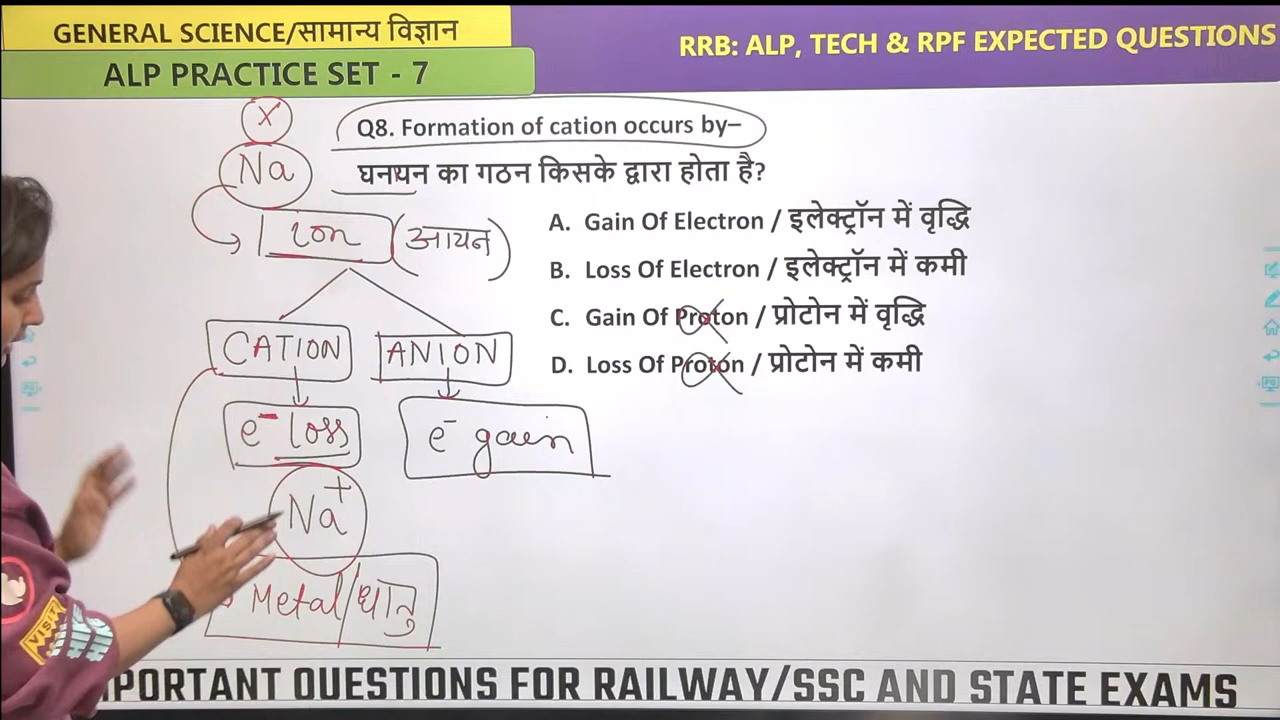 GENERAL SCIENCE/सामान्य विज्ञान
RRB: ALP, TECH & RPF EXPECTED QUESTIONS
ALP PRACTICE SET - 7
X
Q8. Formation of cation occurs by–
Na
घनायन का गठन किसके द्वारा होता है?
ion (आयन)
A. Gain Of Electron / इलेक्ट्रॉन में वृद्धि
B. Loss Of Electron / इलेक्ट्रॉन में कमी
C. Gain Of Proton / प्रोटोन में वृद्धि
D. Loss Of Proton / प्रोटोन में कमी
CATION ANION
e⁻ loss e⁻ gain
Na⁺
Metal/धातु
VISIT
PORTANT QUESTIONS FOR RAILWAY/SSC AND STATE EXAMS